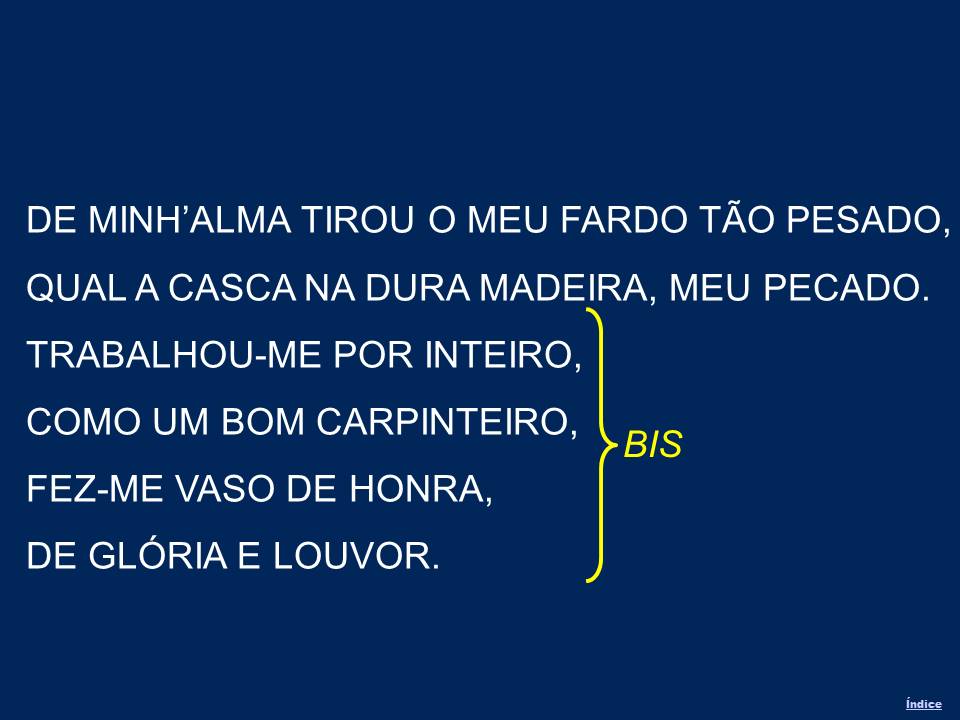 DE MINH’ALMA TIROU O MEU FARDO TÃO PESADO,
QUAL A CASCA NA DURA MADEIRA, MEU PECADO.
TRABALHOU-ME POR INTEIRO,
COMO UM BOM CARPINTEIRO,
BIS
FEZ-ME VASO DE HONRA,
DE GLÓRIA E LOUVOR.
Índice